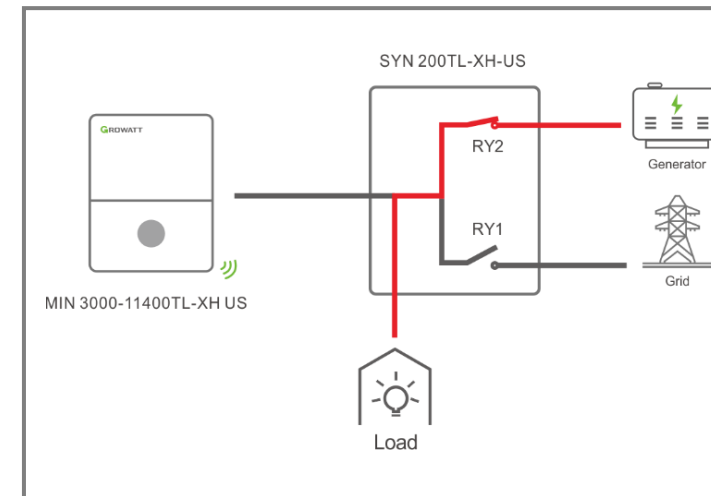 SYN 200TL-XH-US
GROWATT
RY2
Generator
RY1
Grid
MIN 3000-11400TL-XH US
Load